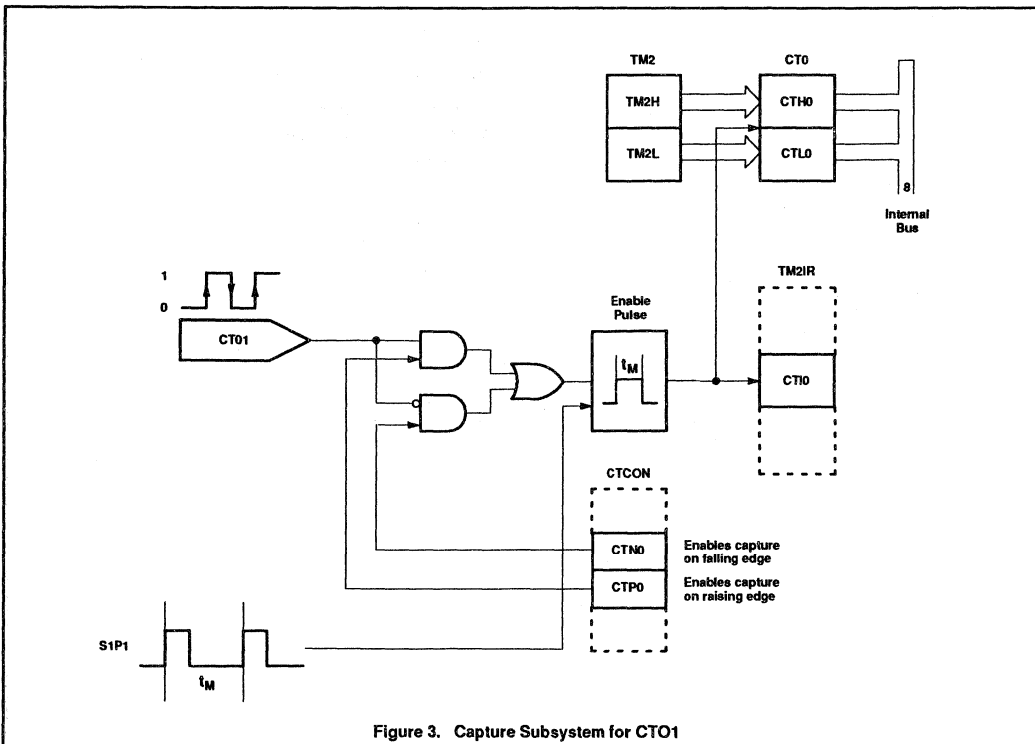 TM2
CT0
TM2H
CTH0
TM2L
CTL0
8
Internal
Bus
TM2IR
1
0
CT01
Enable
Pulse
tM
CTI0
CTCON
CTN0
Enables capture
on falling edge
CTP0
Enables capture
on raising edge
S1P1
tM
Figure 3. Capture Subsystem for CTO1